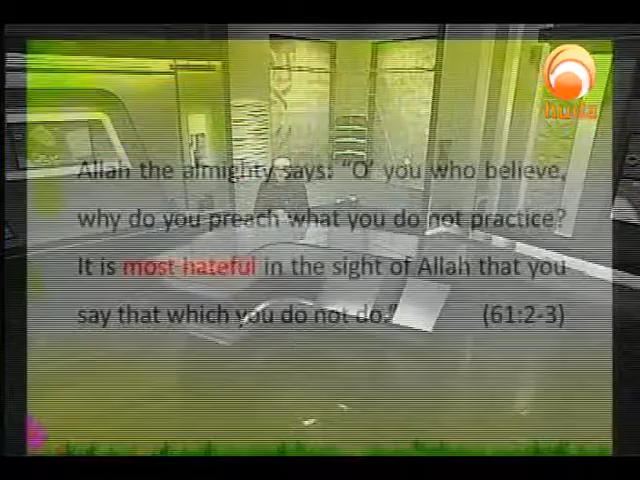 huda
Allah the almighty says: "O' you who believe,
why do you preach what you do not practice?
It is most hateful in the sight of Allah that you
say that which you do not do." (61:2-3)